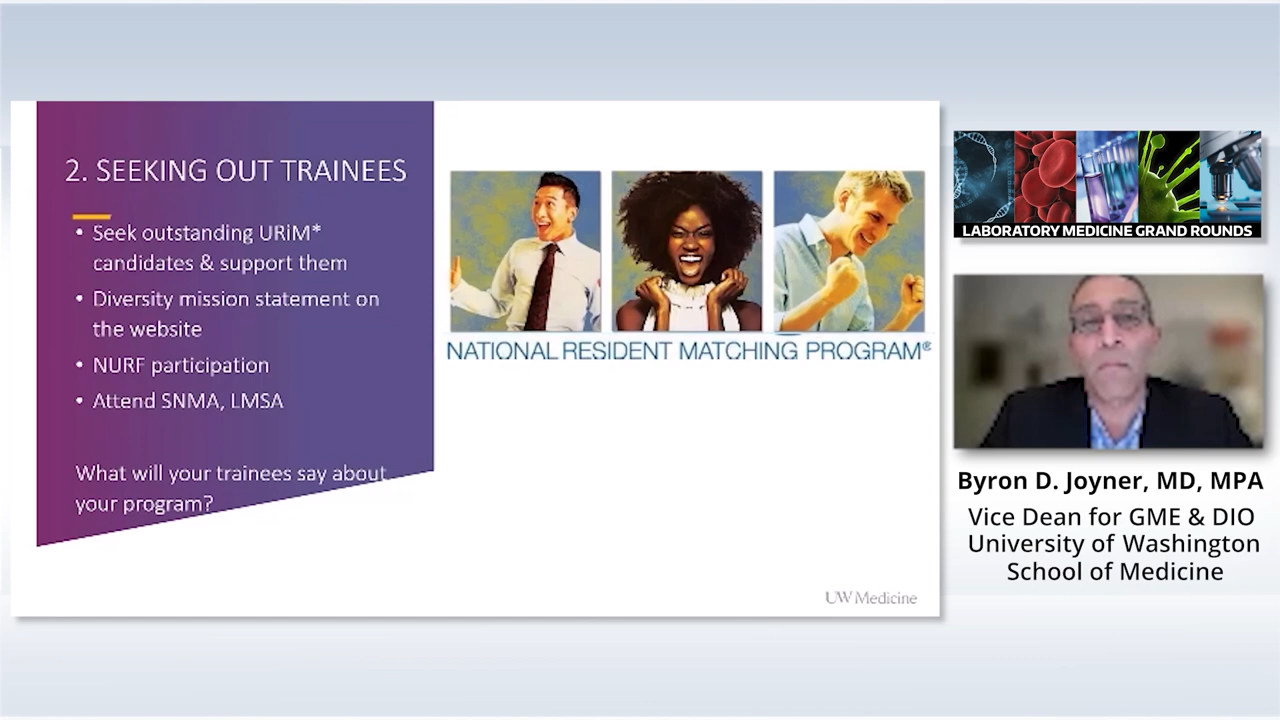 2. SEEKING OUT TRAINEES
• Seek outstanding URiM*
candidates & support them
• Diversity mission statement on
the website
• NURF participation
• Attend SNMA, LMSA
What will your trainees say about
your program?
NATIONAL RESIDENT MATCHING PROGRAM®
UW Medicine
LABORATORY MEDICINE GRAND ROUNDS
Byron D. Joyner, MD, MPA
Vice Dean for GME & DIO
University of Washington
School of Medicine